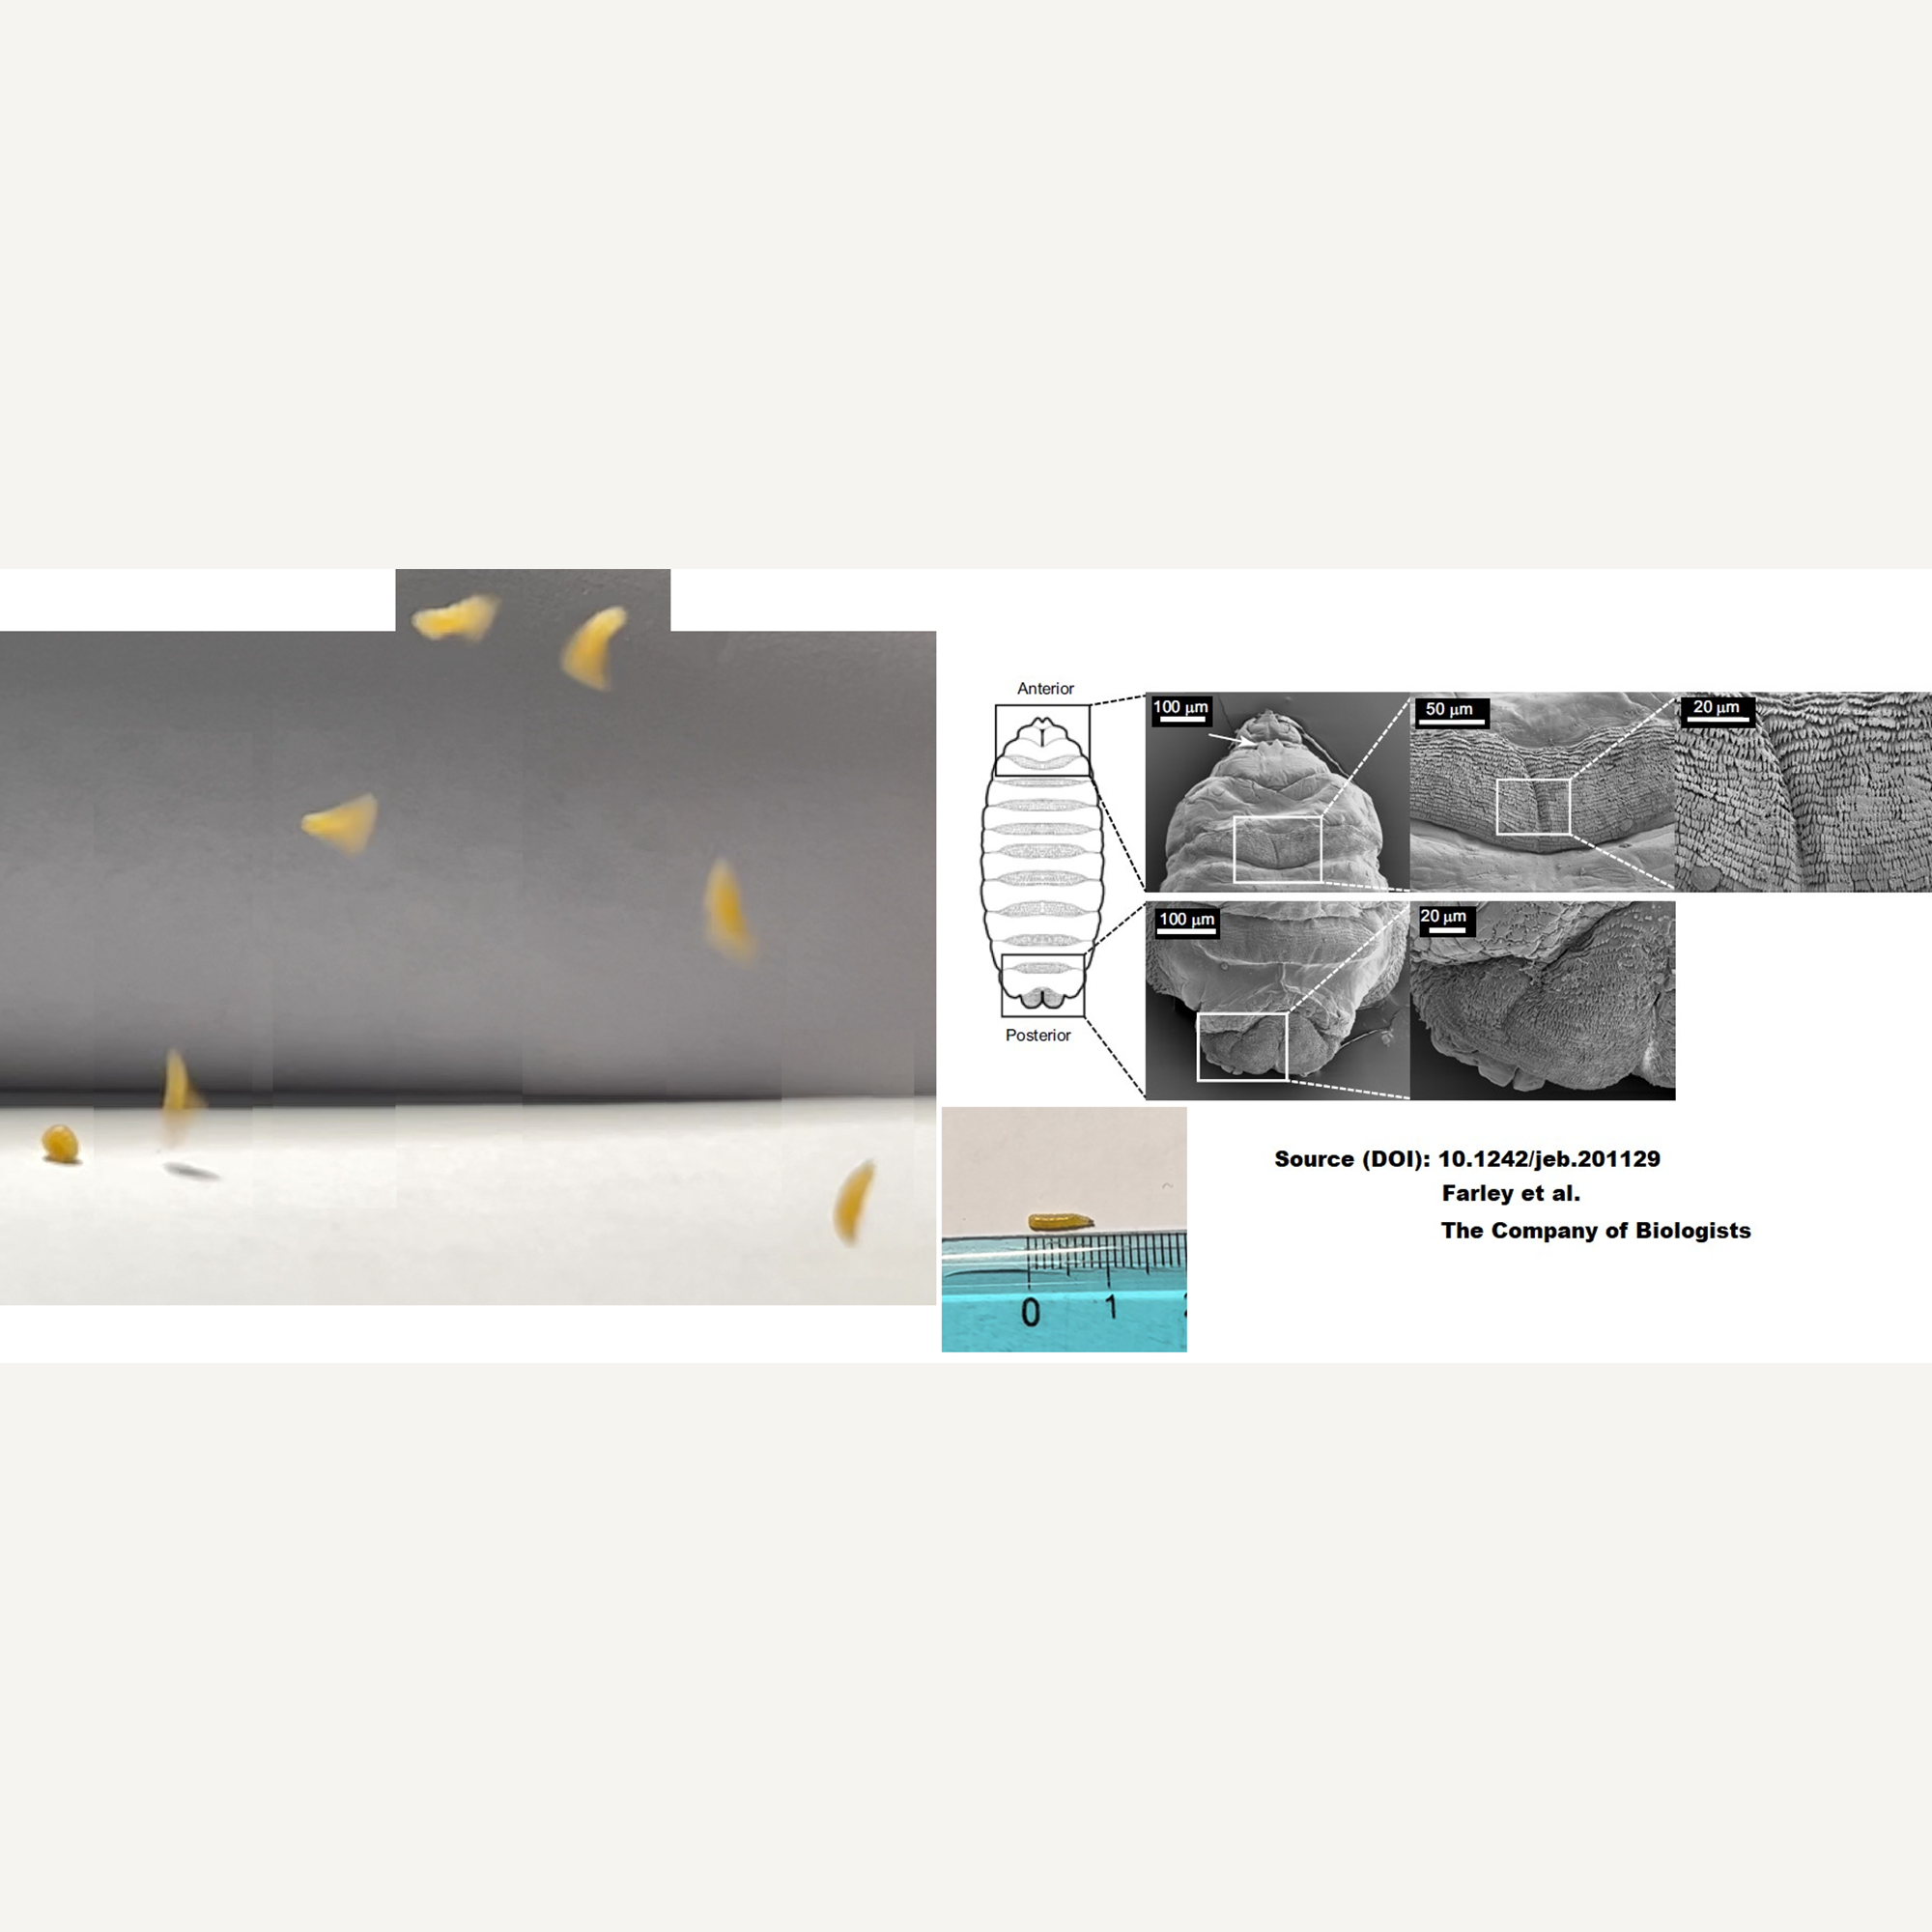 Anterior
100 μm
50 μm
20 μm
100 μm
20 μm
Posterior
0 1
Source (DOI): 10.1242/jeb.201129
Farley et al.
The Company of Biologists